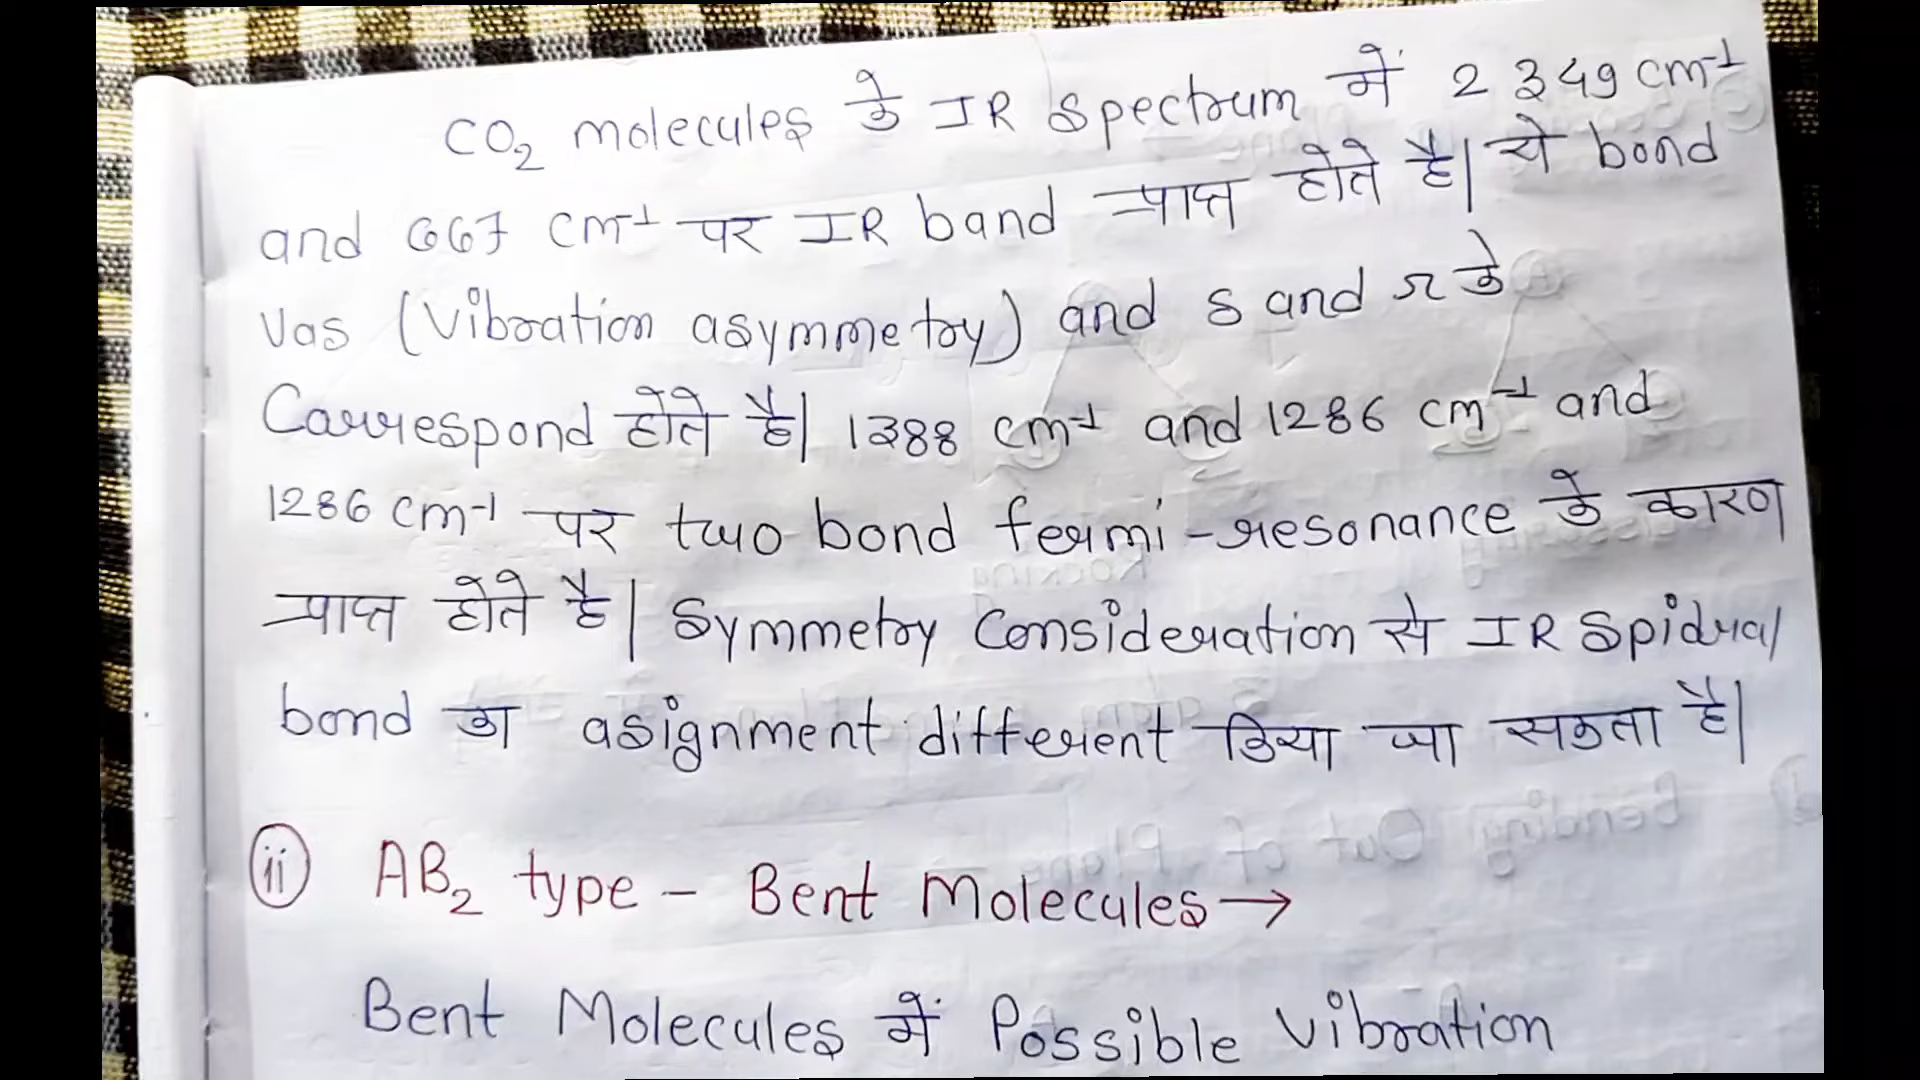 CO₂ molecules के IR spectrum में 2349 cm⁻¹
and 667 cm⁻¹ पर IR band प्राप्त होते है। ये bond
Vas (Vibration asymmetry) and s and π के
Correspond होते है। 1388 cm⁻¹ and 1286 cm⁻¹ and
1286 cm⁻¹ पर two bond fermi-resonance के कारण
प्राप्त होते है। Symmetry Consideration से IR
bond का asignment different किया जा सकता है।
(ii) AB₂ type - Bent Molecules →
Bent Molecules में Possible Vibration